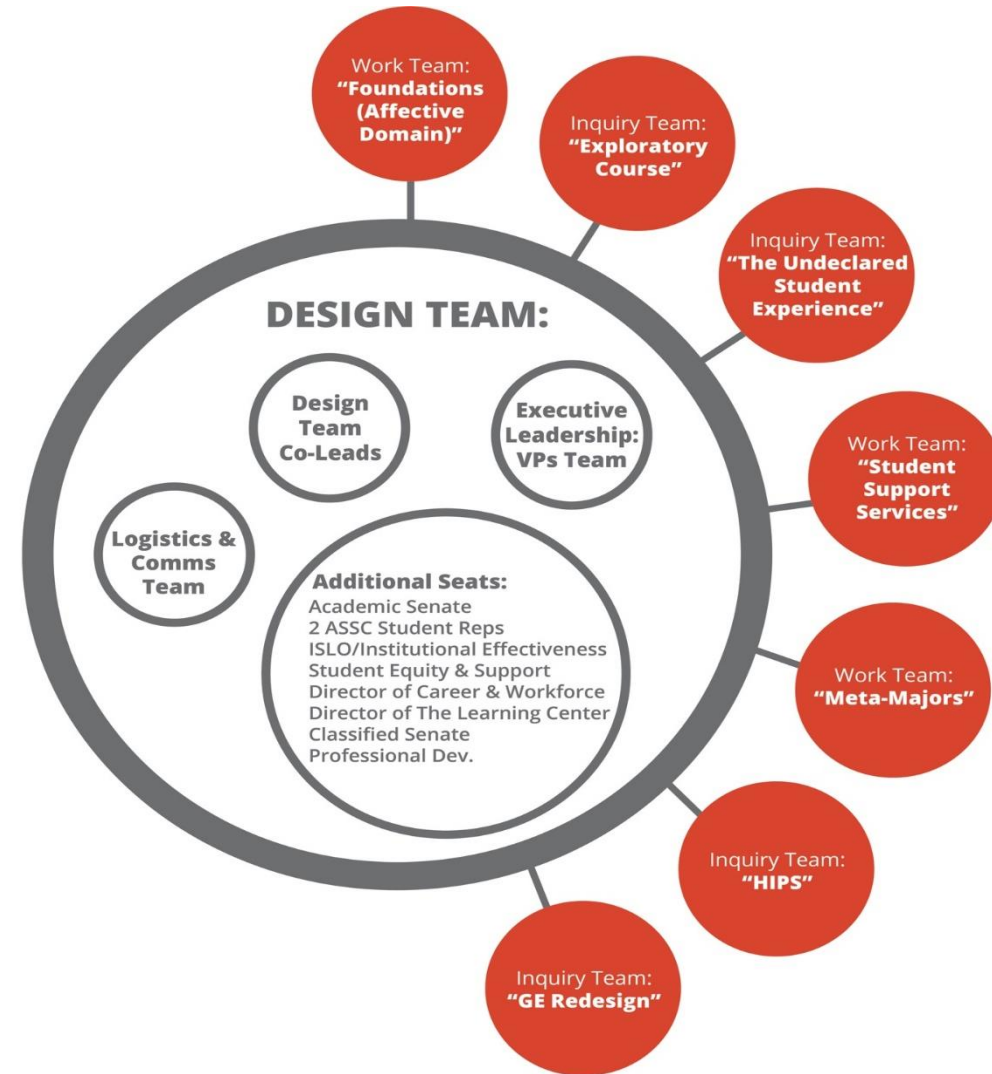 Work Team:
“Foundations
(Affective
Domain)”
Inquiry Team:
“Exploratory
Course”
Inquiry Team:
“The Undeclared
Student
Experience”
DESIGN TEAM:
Design
Team
Co-Leads
Executive
Leadership:
VPs Team
Work Team:
“Student
Support
Services”
Logistics &
Comms
Team
Additional Seats:
Academic Senate
2 ASSC Student Reps
ISLO/Institutional Effectiveness
Student Equity & Support
Director of Career & Workforce
Director of The Learning Center
Classified Senate
Professional Dev.
Work Team:
“Meta-Majors”
Inquiry Team:
“HIPS”
Inquiry Team:
“GE Redesign”